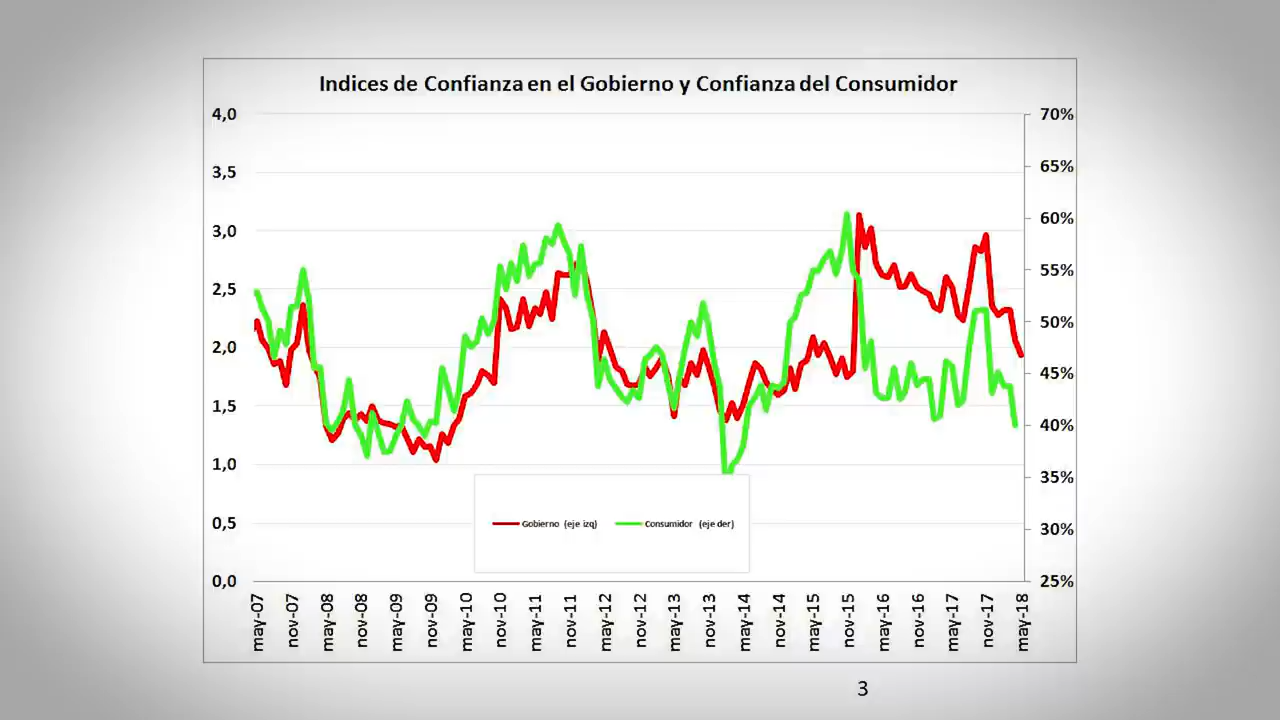 Indices de Confianza en el Gobierno y Confianza del Consumidor
4,0
3,5
3,0
2,5
2,0
1,5
1,0
0,5
0,0
70%
65%
60%
55%
50%
45%
40%
35%
30%
25%
Gobierno (eje izq)
Consumidor (eje der)
may-07
nov-07
may-08
nov-08
may-09
nov-09
may-10
nov-10
may-11
nov-11
may-12
nov-12
may-13
nov-13
may-14
nov-14
may-15
nov-15
may-16
nov-16
may-17
nov-17
may-18
3